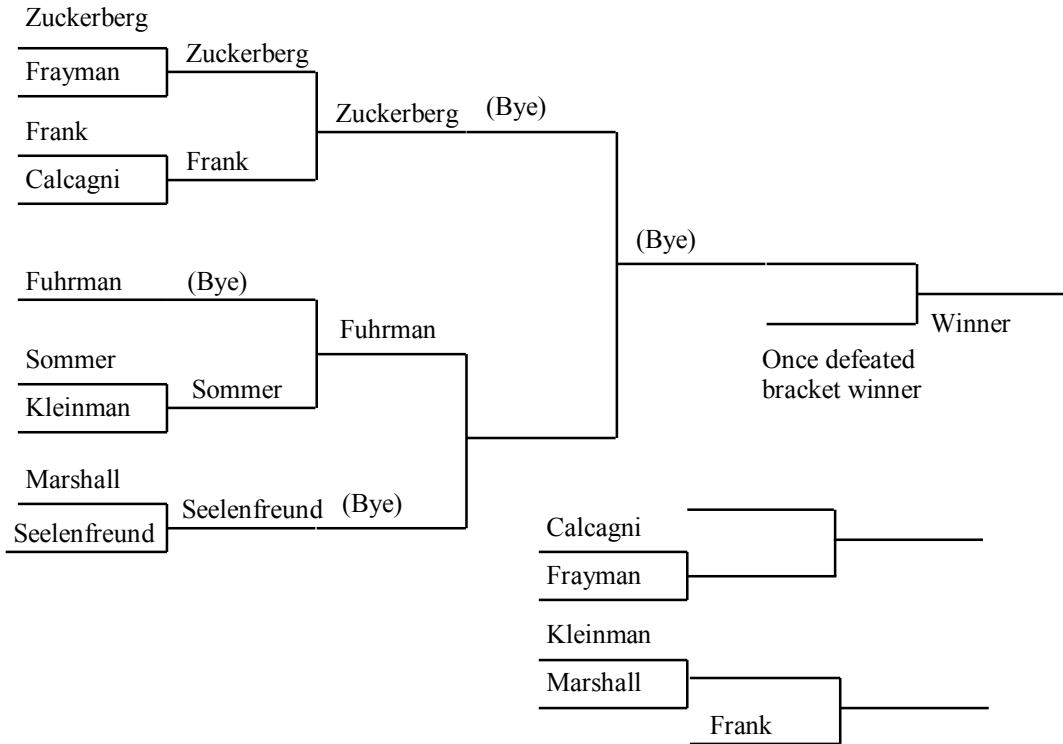 Zuckerberg
Frayman
Zuckerberg
Frank
Calcagni
Frank
Zuckerberg
(Bye)
Fuhrman
(Bye)
Sommer
Kleinman
Sommer
Fuhrman
Marshall
Seelenfreund
Seelenfreund
(Bye)
(Bye)
Winner
Once defeated
bracket winner
Calcagni
Frayman
Kleinman
Marshall
Frank